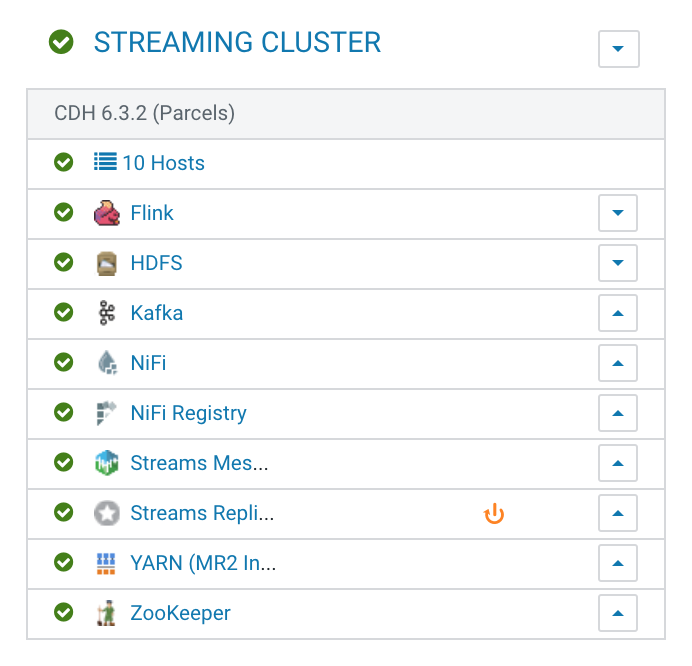 STREAMING CLUSTER
CDH 6.3.2 (Parcels)
10 Hosts
Flink
HDFS
Kafka
NiFi
NiFi Registry
Streams Mes...
Streams Repli...
YARN (MR2 In...
ZooKeeper